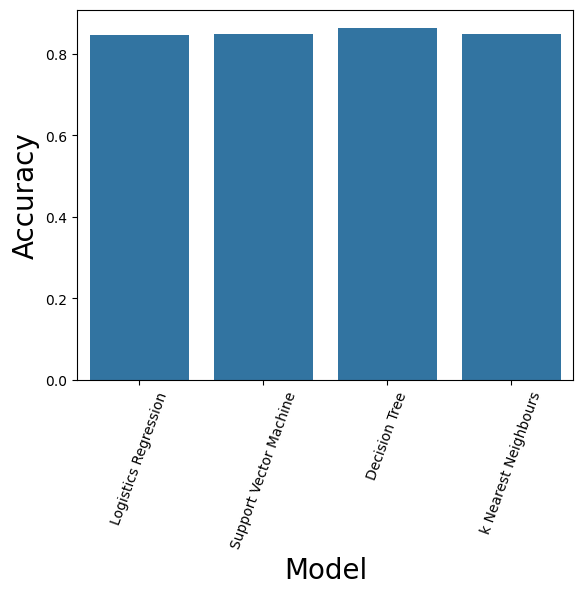 Accuracy
0.8
0.6
0.4
0.2
0.0
Logistics Regression
Support Vector Machine
Decision Tree
k Nearest Neighbours
Model